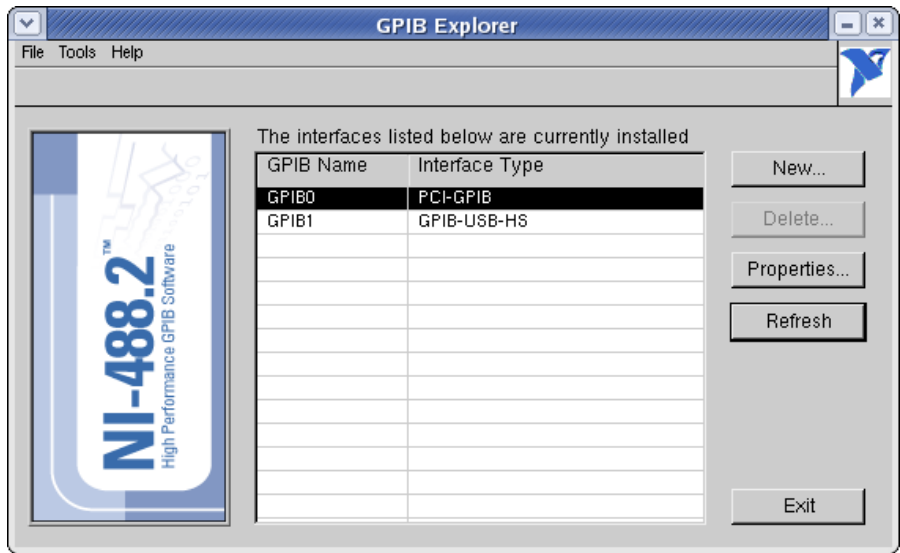 GPIB Explorer
File Tools Help
The interfaces listed below are currently installed
GPIB Name Interface Type
GPIB0 PCI-GPIB
GPIB1 GPIB-USB-HS
New...
Delete...
Properties...
Refresh
Exit
NI-488.2™
High Performance GPIB Software